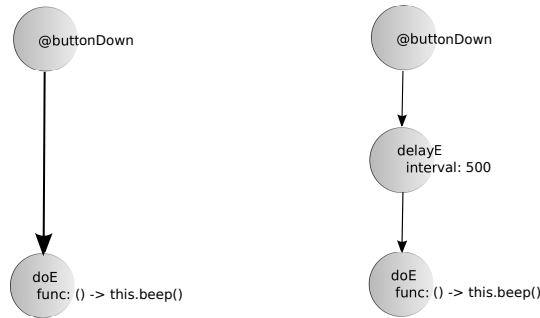 @buttonDown
doE
func: () -> this.beep()
@buttonDown
delayE
interval: 500
doE
func: () -> this.beep()